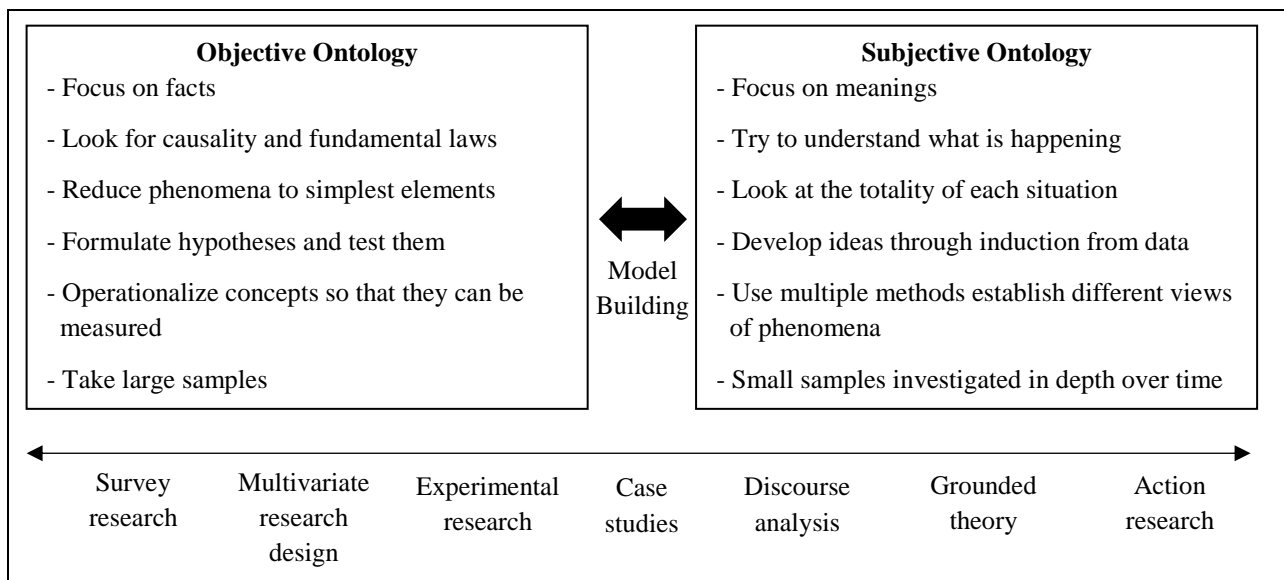 Objective Ontology
- Focus on facts
- Look for causality and fundamental laws
- Reduce phenomena to simplest elements
- Formulate hypotheses and test them
- Operationalize concepts so that they can be
measured
- Take large samples
Model
Building
Subjective Ontology
- Focus on meanings
- Try to understand what is happening
- Look at the totality of each situation
- Develop ideas through induction from data
- Use multiple methods establish different views
of phenomena
- Small samples investigated in depth over time
Survey
research
Multivariate
research
design
Experimental
research
Case
studies
Discourse
analysis
Grounded
theory
Action
research